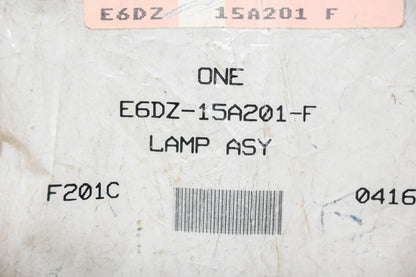 E6DZ 15A201 F
ONE
E6DZ-15A201-F
LAMP ASY
F201C 0416